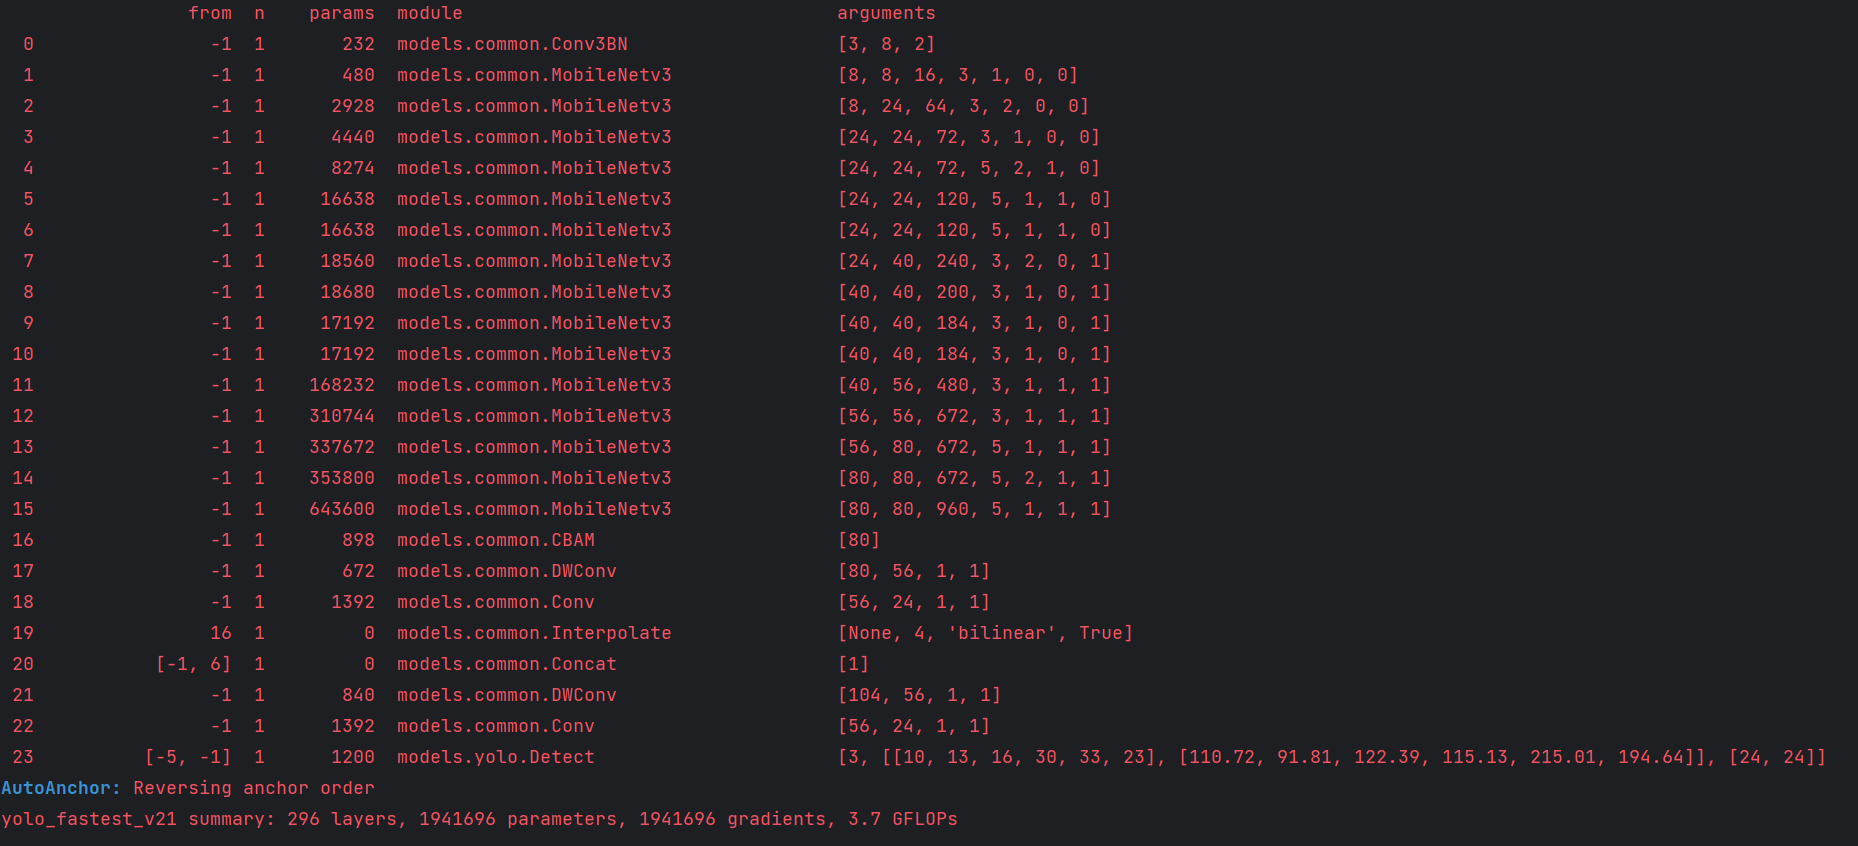 from n params module arguments
0 -1 1 232 models.common.Conv3BN [3, 8, 2]
1 -1 1 480 models.common.MobileNetv3 [8, 8, 16, 3, 1, 0, 0]
2 -1 1 2928 models.common.MobileNetv3 [8, 24, 64, 3, 2, 0, 0]
3 -1 1 4440 models.common.MobileNetv3 [24, 24, 72, 3, 1, 0, 0]
4 -1 1 8274 models.common.MobileNetv3 [24, 24, 72, 5, 2, 1, 0]
5 -1 1 16638 models.common.MobileNetv3 [24, 24, 120, 5, 1, 1, 0]
6 -1 1 16638 models.common.MobileNetv3 [24, 24, 120, 5, 1, 1, 0]
7 -1 1 18560 models.common.MobileNetv3 [24, 40, 240, 3, 2, 0, 1]
8 -1 1 18680 models.common.MobileNetv3 [40, 40, 200, 3, 1, 0, 1]
9 -1 1 17192 models.common.MobileNetv3 [40, 40, 184, 3, 1, 0, 1]
10 -1 1 17192 models.common.MobileNetv3 [40, 40, 184, 3, 1, 0, 1]
11 -1 1 168232 models.common.MobileNetv3 [40, 56, 480, 3, 1, 1, 1]
12 -1 1 310744 models.common.MobileNetv3 [56, 56, 672, 3, 1, 1, 1]
13 -1 1 337672 models.common.MobileNetv3 [56, 80, 672, 5, 1, 1, 1]
14 -1 1 353800 models.common.MobileNetv3 [80, 80, 672, 5, 2, 1, 1]
15 -1 1 643600 models.common.MobileNetv3 [80, 80, 960, 5, 1, 1, 1]
16 -1 1 898 models.common.CBAM [80]
17 -1 1 672 models.common.DWConv [80, 56, 1, 1]
18 -1 1 1392 models.common.Conv [56, 24, 1, 1]
19 16 1 0 models.common.Interpolate [None, 4, 'bilinear', True]
20 [-1, 6] 1 0 models.common.Concat [1]
21 -1 1 840 models.common.DWConv [104, 56, 1, 1]
22 -1 1 1392 models.common.Conv [56, 24, 1, 1]
23 [-5, -1] 1 1200 models.yolo.Detect [3, [[10, 13, 16, 30, 33, 23], [110.72, 91.81, 122.39, 115.13, 215.01, 194.64]], [24, 24]]
AutoAnchor: Reversing anchor order
yolo_fastest_v21 summary: 296 layers, 1941696 parameters, 1941696 gradients, 3.7 GFLOPs